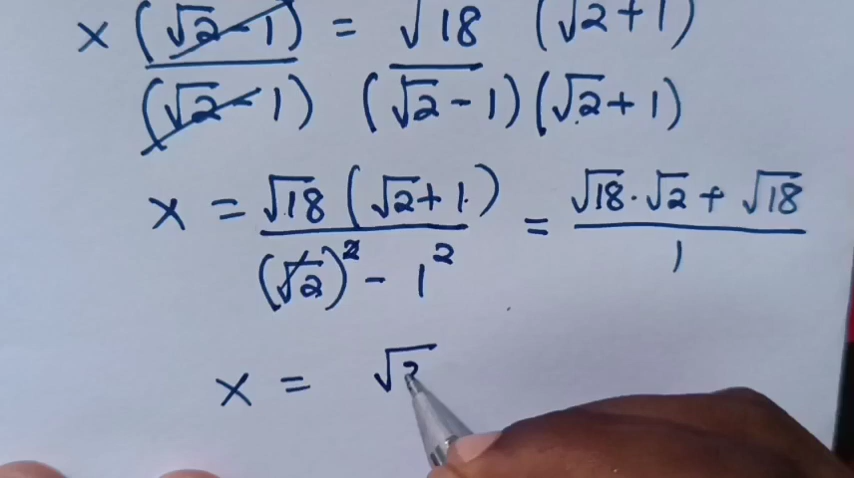 x (√2 - 1) / (√2 - 1) = √18 (√2 + 1) / (√2 - 1)(√2 + 1)
x = √18 (√2 + 1) / (√2)² - 1² = √18 · √2 + √18 / 1
x = √3